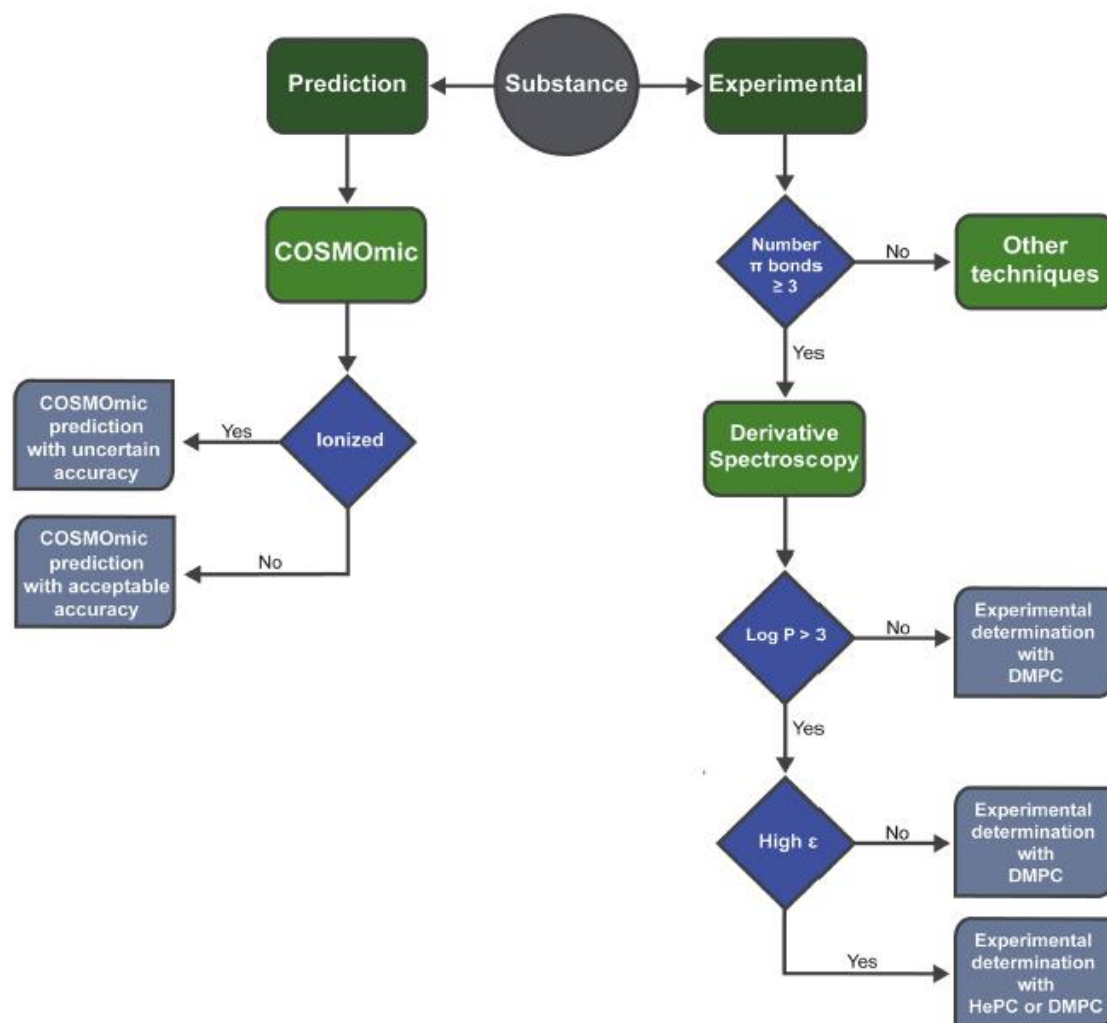 Prediction
Substance
Experimental
COSMOmic
Number
π bonds
≥ 3
No
Other
techniques
Yes
COSMOmic
prediction
with uncertain
accuracy
Yes
Ionized
Derivative
Spectroscopy
COSMOmic
prediction
with acceptable
accuracy
No
Log P > 3
No
Experimental
determination
with
DMPC
Yes
High ε
No
Experimental
determination
with
DMPC
Yes
Experimental
determination
with
HePC or DMPC